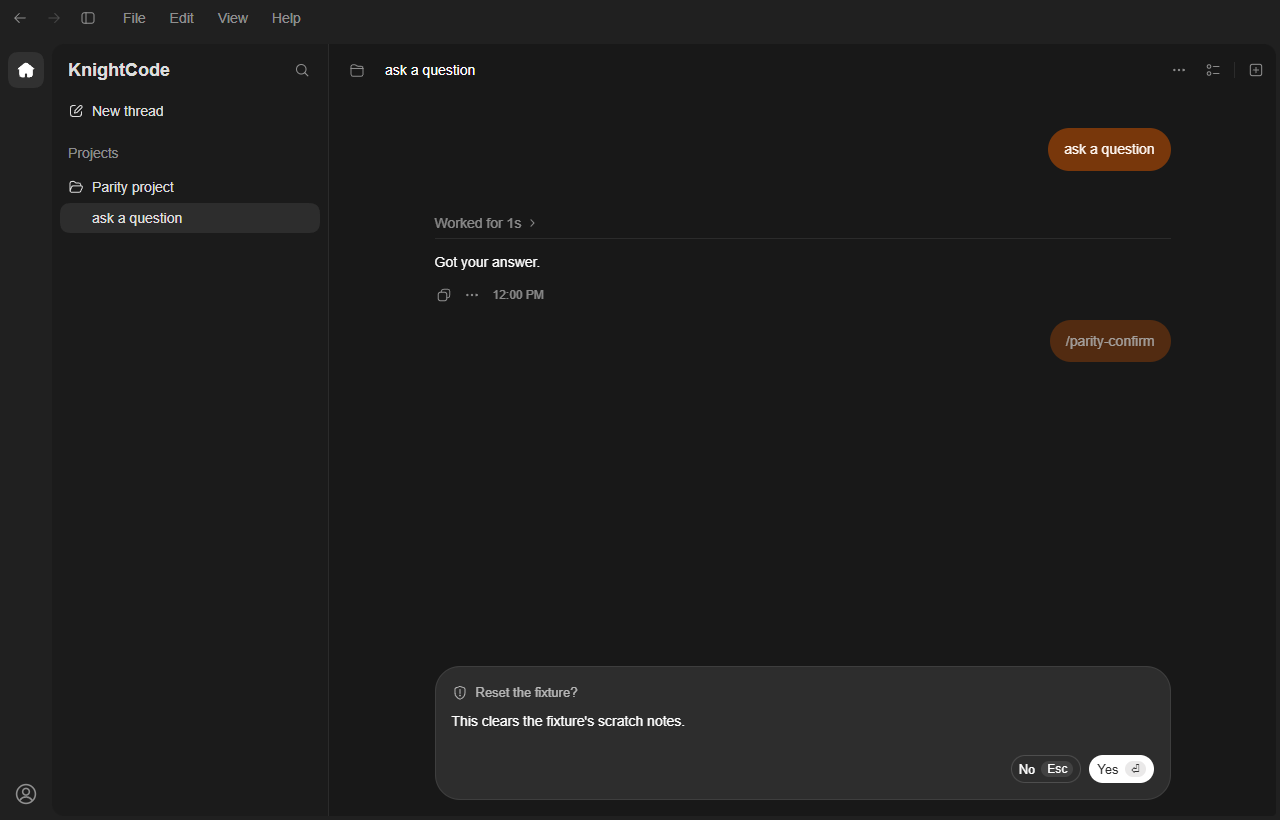 File Edit View Help
KnightCode
New thread
Projects
Parity project
ask a question
ask a question
ask a question
Worked for 1s
Got your answer.
12:00 PM
/parity-confirm
Reset the fixture?
This clears the fixture's scratch notes.
No Esc Yes ⏎